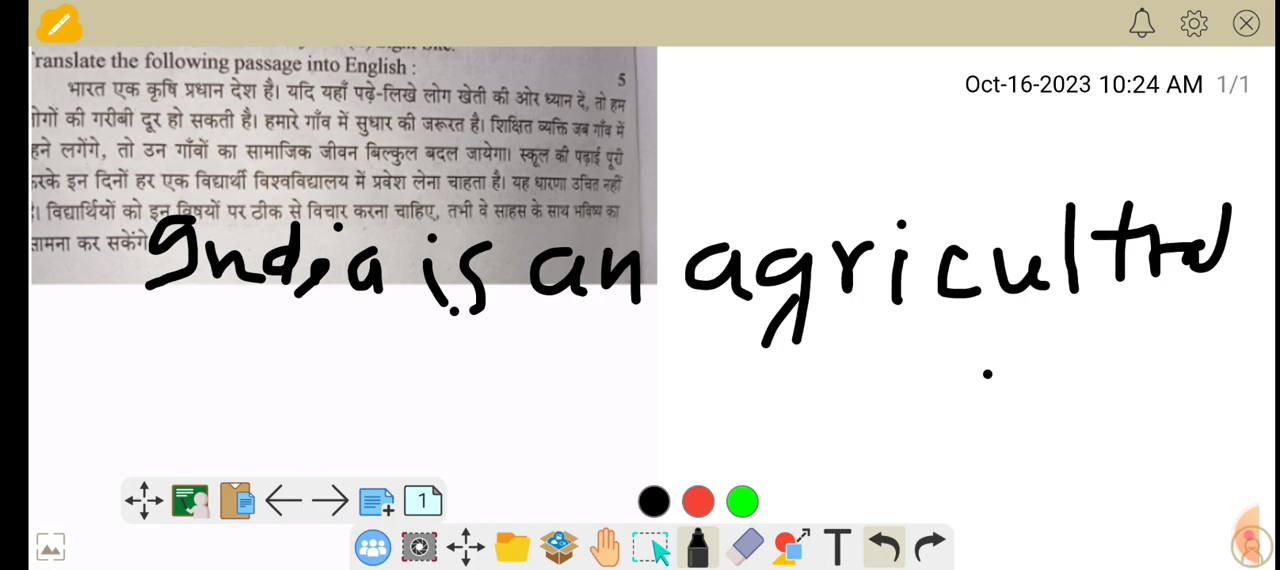 Oct-16-2023 10:24 AM 1/1
ranslate the following passage into English :
5
भारत एक कृषि प्रधान देश है। यदि यहाँ पढ़े-लिखे लोग खेती की ओर ध्यान दें, तो हम
ोगों की गरीबी दूर हो सकती है। हमारे गाँव में सुधार की जरूरत है। शिक्षित व्यक्ति जब गाँव में
हने लगेंगे, तो उन गाँवों का सामाजिक जीवन बिल्कुल बदल जायेगा। स्कूल की पढ़ाई पूरी
रके इन दिनों हर एक विद्यार्थी विश्वविद्यालय में प्रवेश लेना चाहता है। यह धारणा उचित नहीं
। विद्यार्थियों को इन विषयों पर ठीक से विचार करना चाहिए, तभी वे साहस के साथ भविष्य का
ामना कर सकेंगे
India is an agricultral
1
T